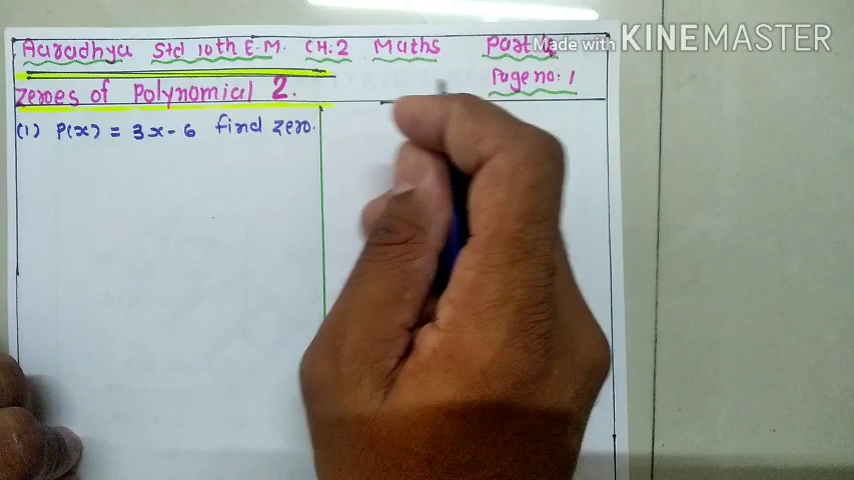 Aaradhya Std 10th E.M. CH:2 Maths Part
Made with KINEMASTER
Page no: 1
Zeroes of Polynomial 2.
(1) P(x) = 3x - 6 find zero.